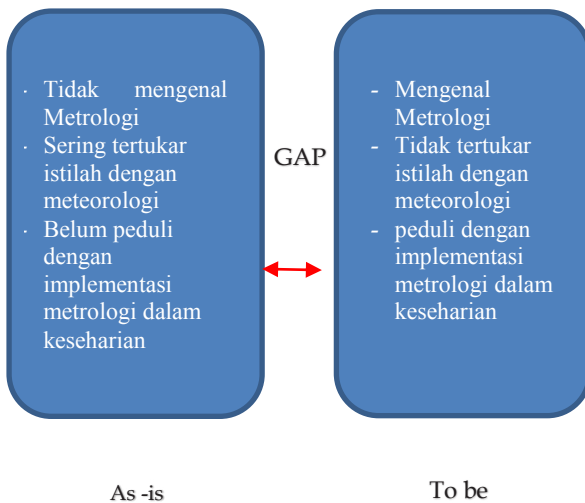 · Tidak mengenal
Metrologi
· Sering tertukar
istilah dengan
meteorologi
· Belum peduli
dengan
implementasi
metrologi dalam
keseharian
GAP
- Mengenal
Metrologi
- Tidak tertukar
istilah dengan
meteorologi
- peduli dengan
implementasi
metrologi dalam
keseharian
As -is
To be